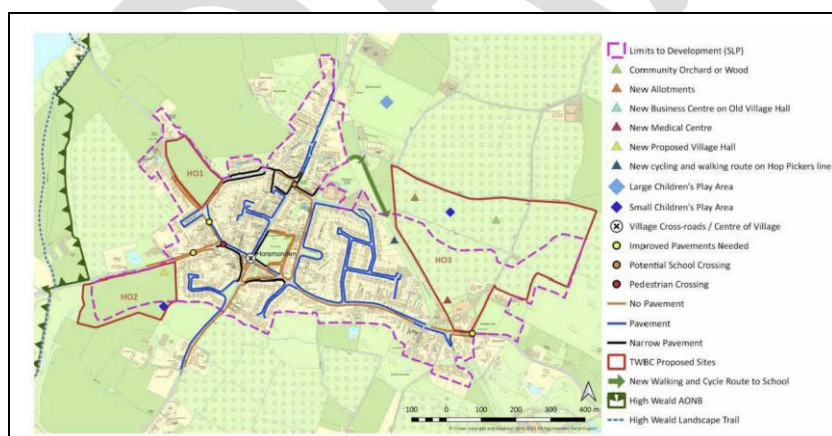 HO1
HO2
HO3
Horsmonden
100 0 100 200 300 400 m
Limits to Development (SLP)
Community Orchard or Wood
New Allotments
New Business Centre on Old Village Hall
New Medical Centre
New Proposed Village Hall
New cycling and walking route on Hop Pickers line
Large Children's Play Area
Small Children's Play Area
Village Cross-roads / Centre of Village
Improved Pavements Needed
Potential School Crossing
Pedestrian Crossing
No Pavement
Pavement
Narrow Pavement
TWBC Proposed Sites
New Walking and Cycle Route to School
High Weald AONB
High Weald Landscape Trail